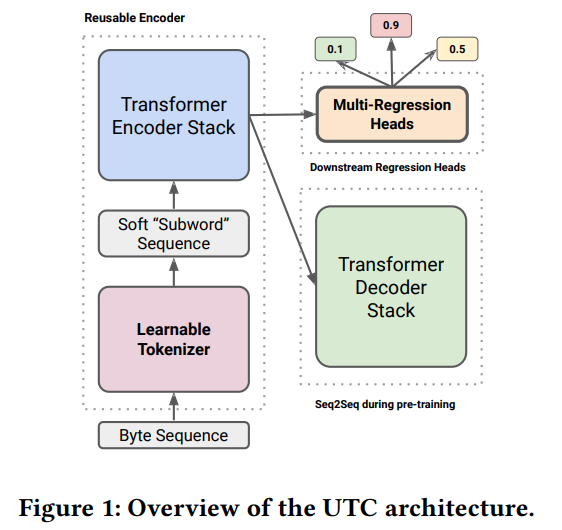 Reusable Encoder
Transformer
Encoder Stack
Soft “Subword”
Sequence
Learnable
Tokenizer
Byte Sequence
0.1
0.9
0.5
Multi-Regression
Heads
Downstream Regression Heads
Transformer
Decoder
Stack
Seq2Seq during pre-training
Figure 1: Overview of the UTC architecture.